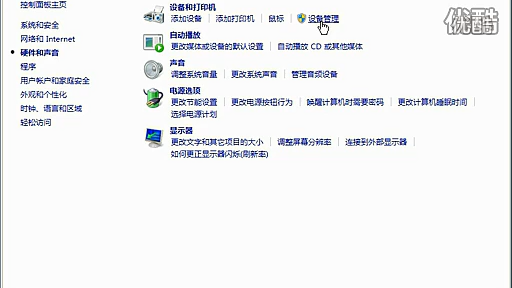 控制面板主页
系统和安全
网络和 Internet
硬件和声音
程序
用户帐户和家庭安全
外观和个性化
时钟、语言和区域
轻松访问
设备和打印机
添加设备 添加打印机 鼠标 设备管理
自动播放
更改媒体或设备的默认设置 自动播放 CD 或其他媒体
声音
调整系统音量 更改系统声音 管理音频设备
电源选项
更改节能设置 更改电源按钮行为 唤醒计算机时需要密码 更改计算机睡眠时间
选择电源计划
显示器
更改文字和其它项目的大小 调整屏幕分辨率 连接到外部显示器
如何更正显示器闪烁(刷新率)
优酷